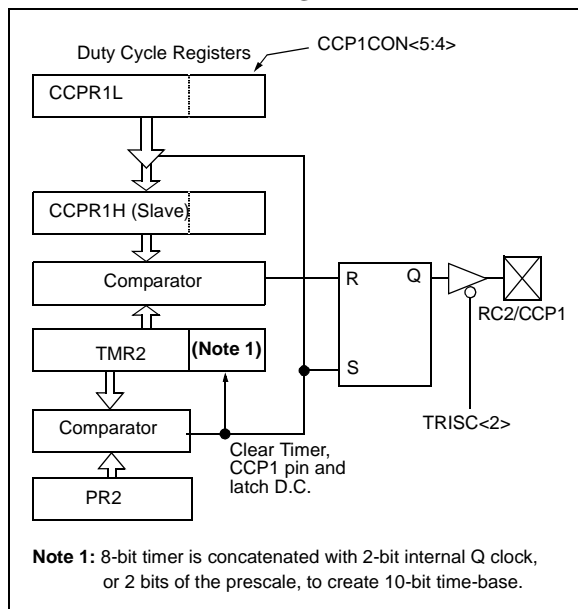 Duty Cycle Registers
CCP1CON<5:4>
CCPR1L
CCPR1H (Slave)
Comparator
R
Q
RC2/CCP1
TMR2
(Note 1)
S
TRISC<2>
Comparator
Clear Timer,
CCP1 pin and
latch D.C.
PR2
Note 1: 8-bit timer is concatenated with 2-bit internal Q clock,
or 2 bits of the prescale, to create 10-bit time-base.